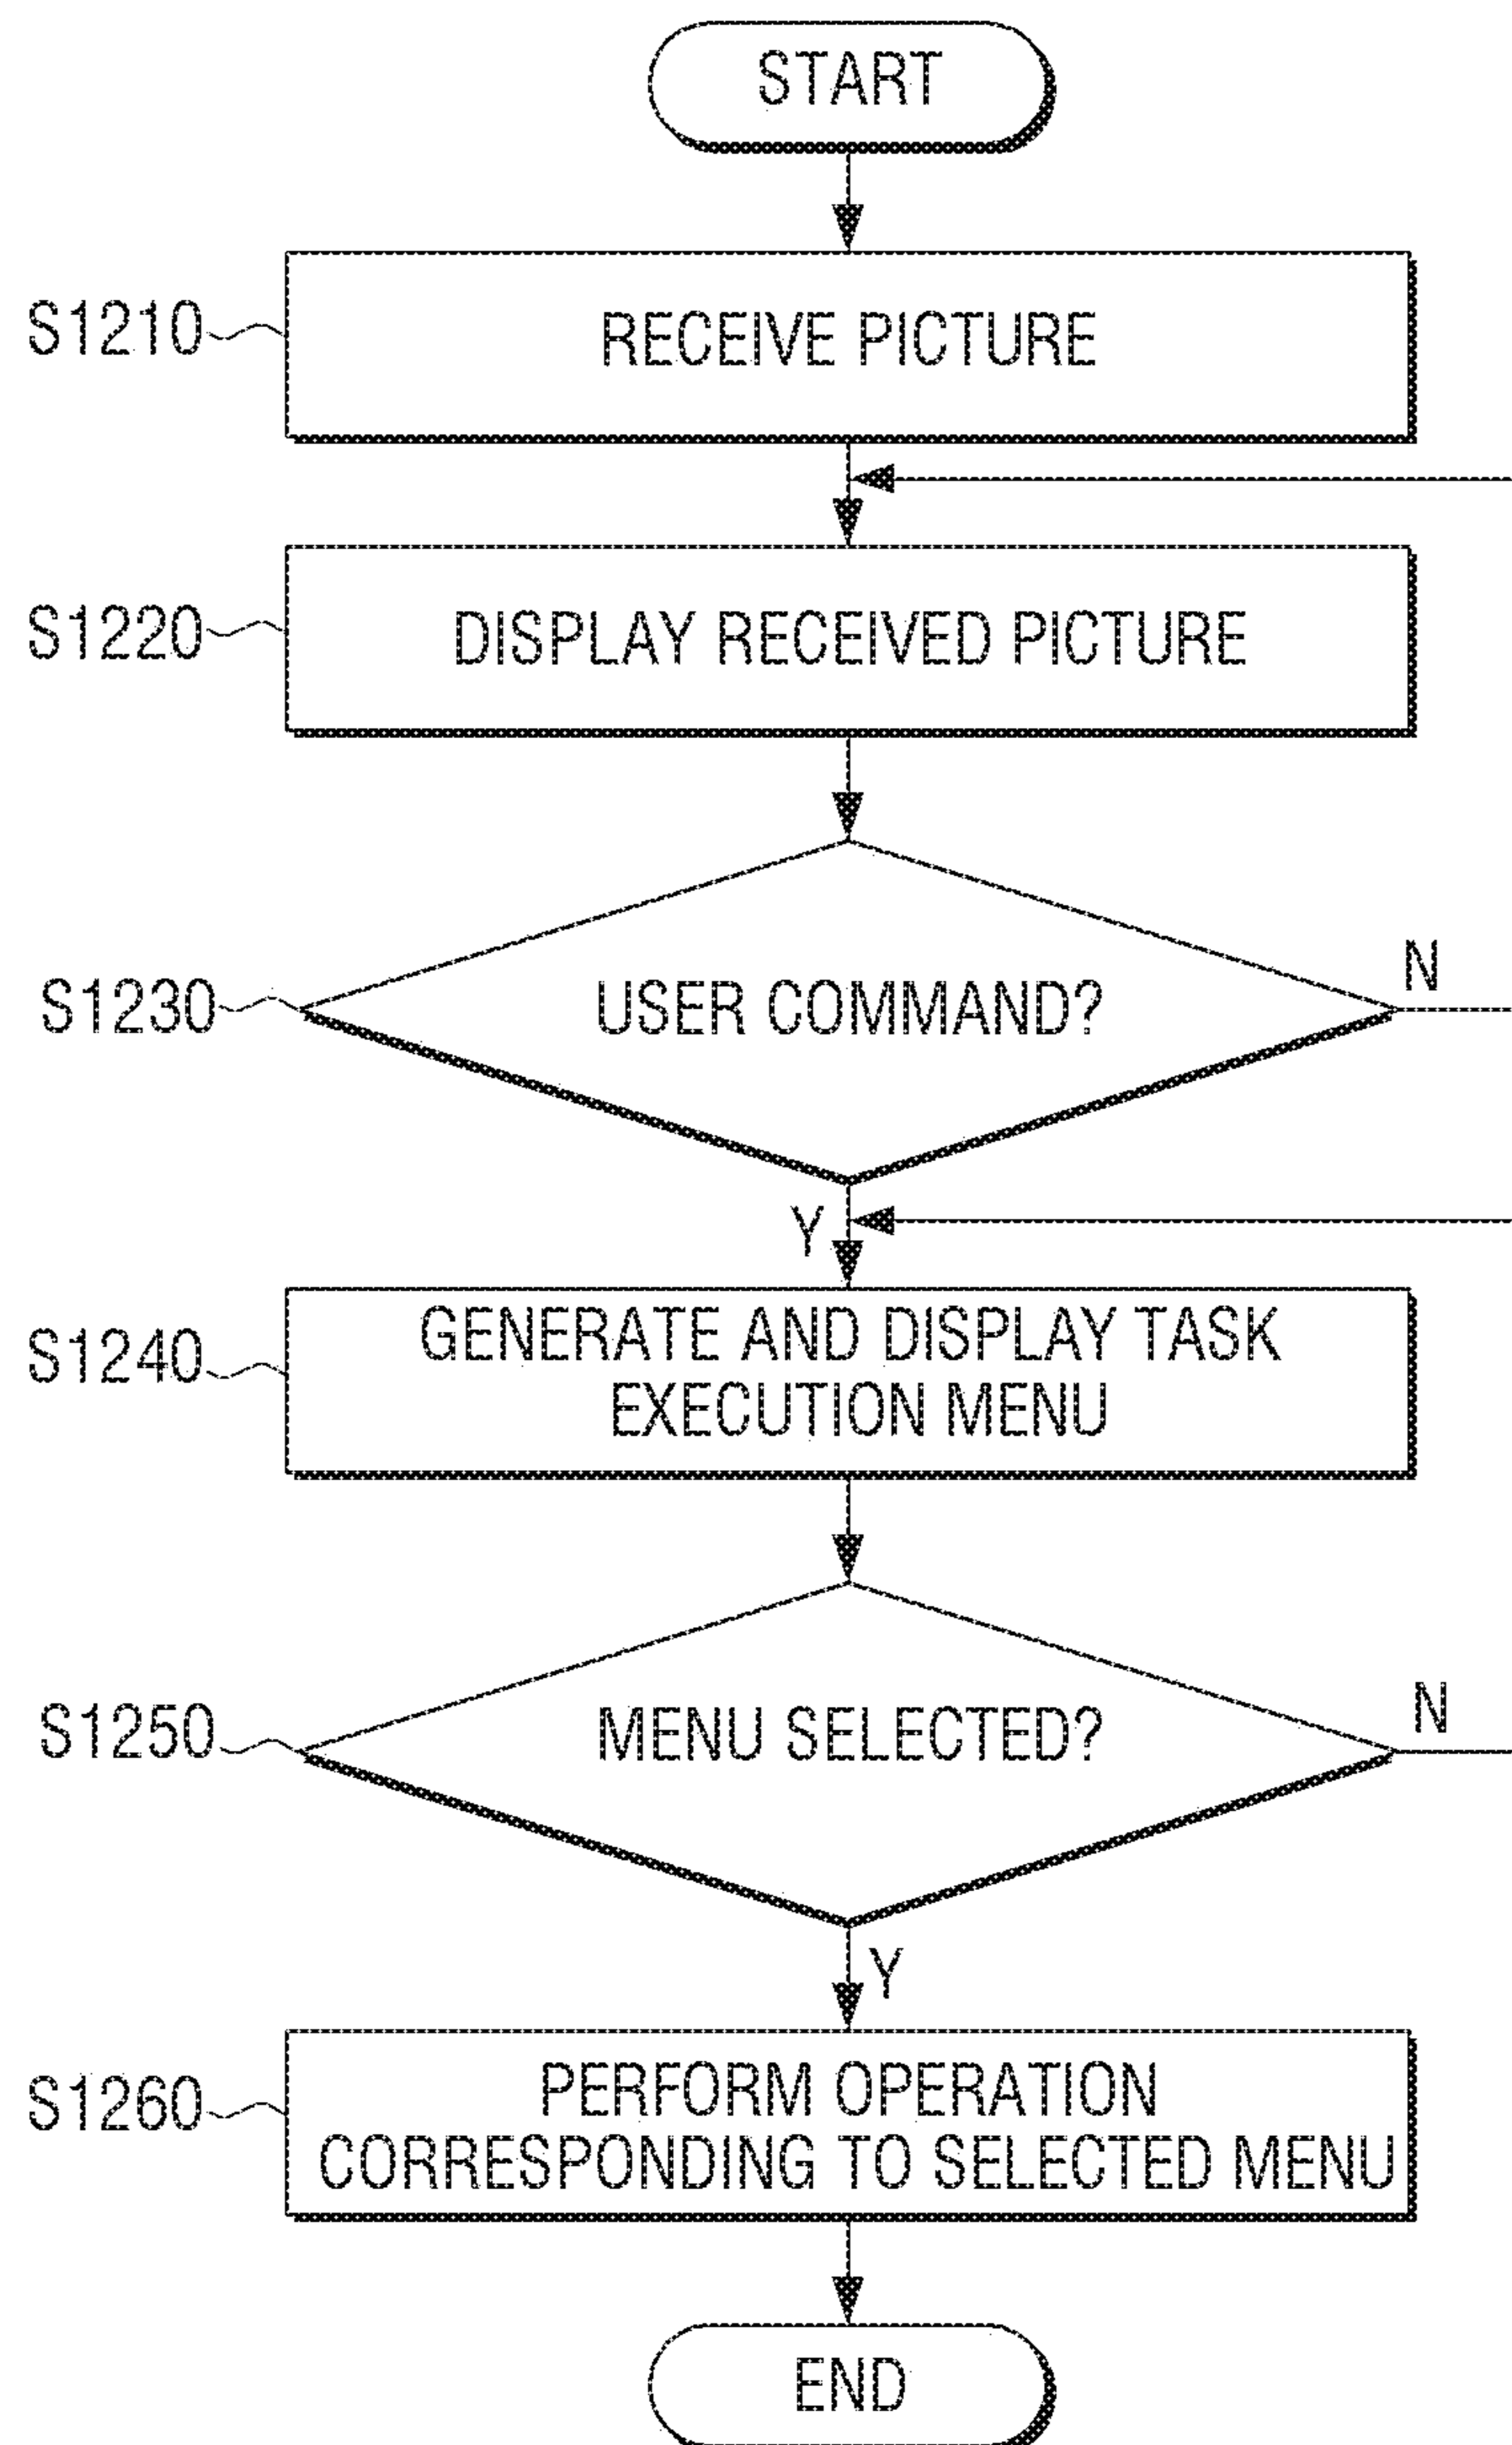 START
S1210
RECEIVE PICTURE
S1220
DISPLAY RECEIVED PICTURE
S1230
USER COMMAND?
N
Y
S1240
GENERATE AND DISPLAY TASK
EXECUTION MENU
S1250
MENU SELECTED?
N
Y
S1260
PERFORM OPERATION
CORRESPONDING TO SELECTED MENU
END